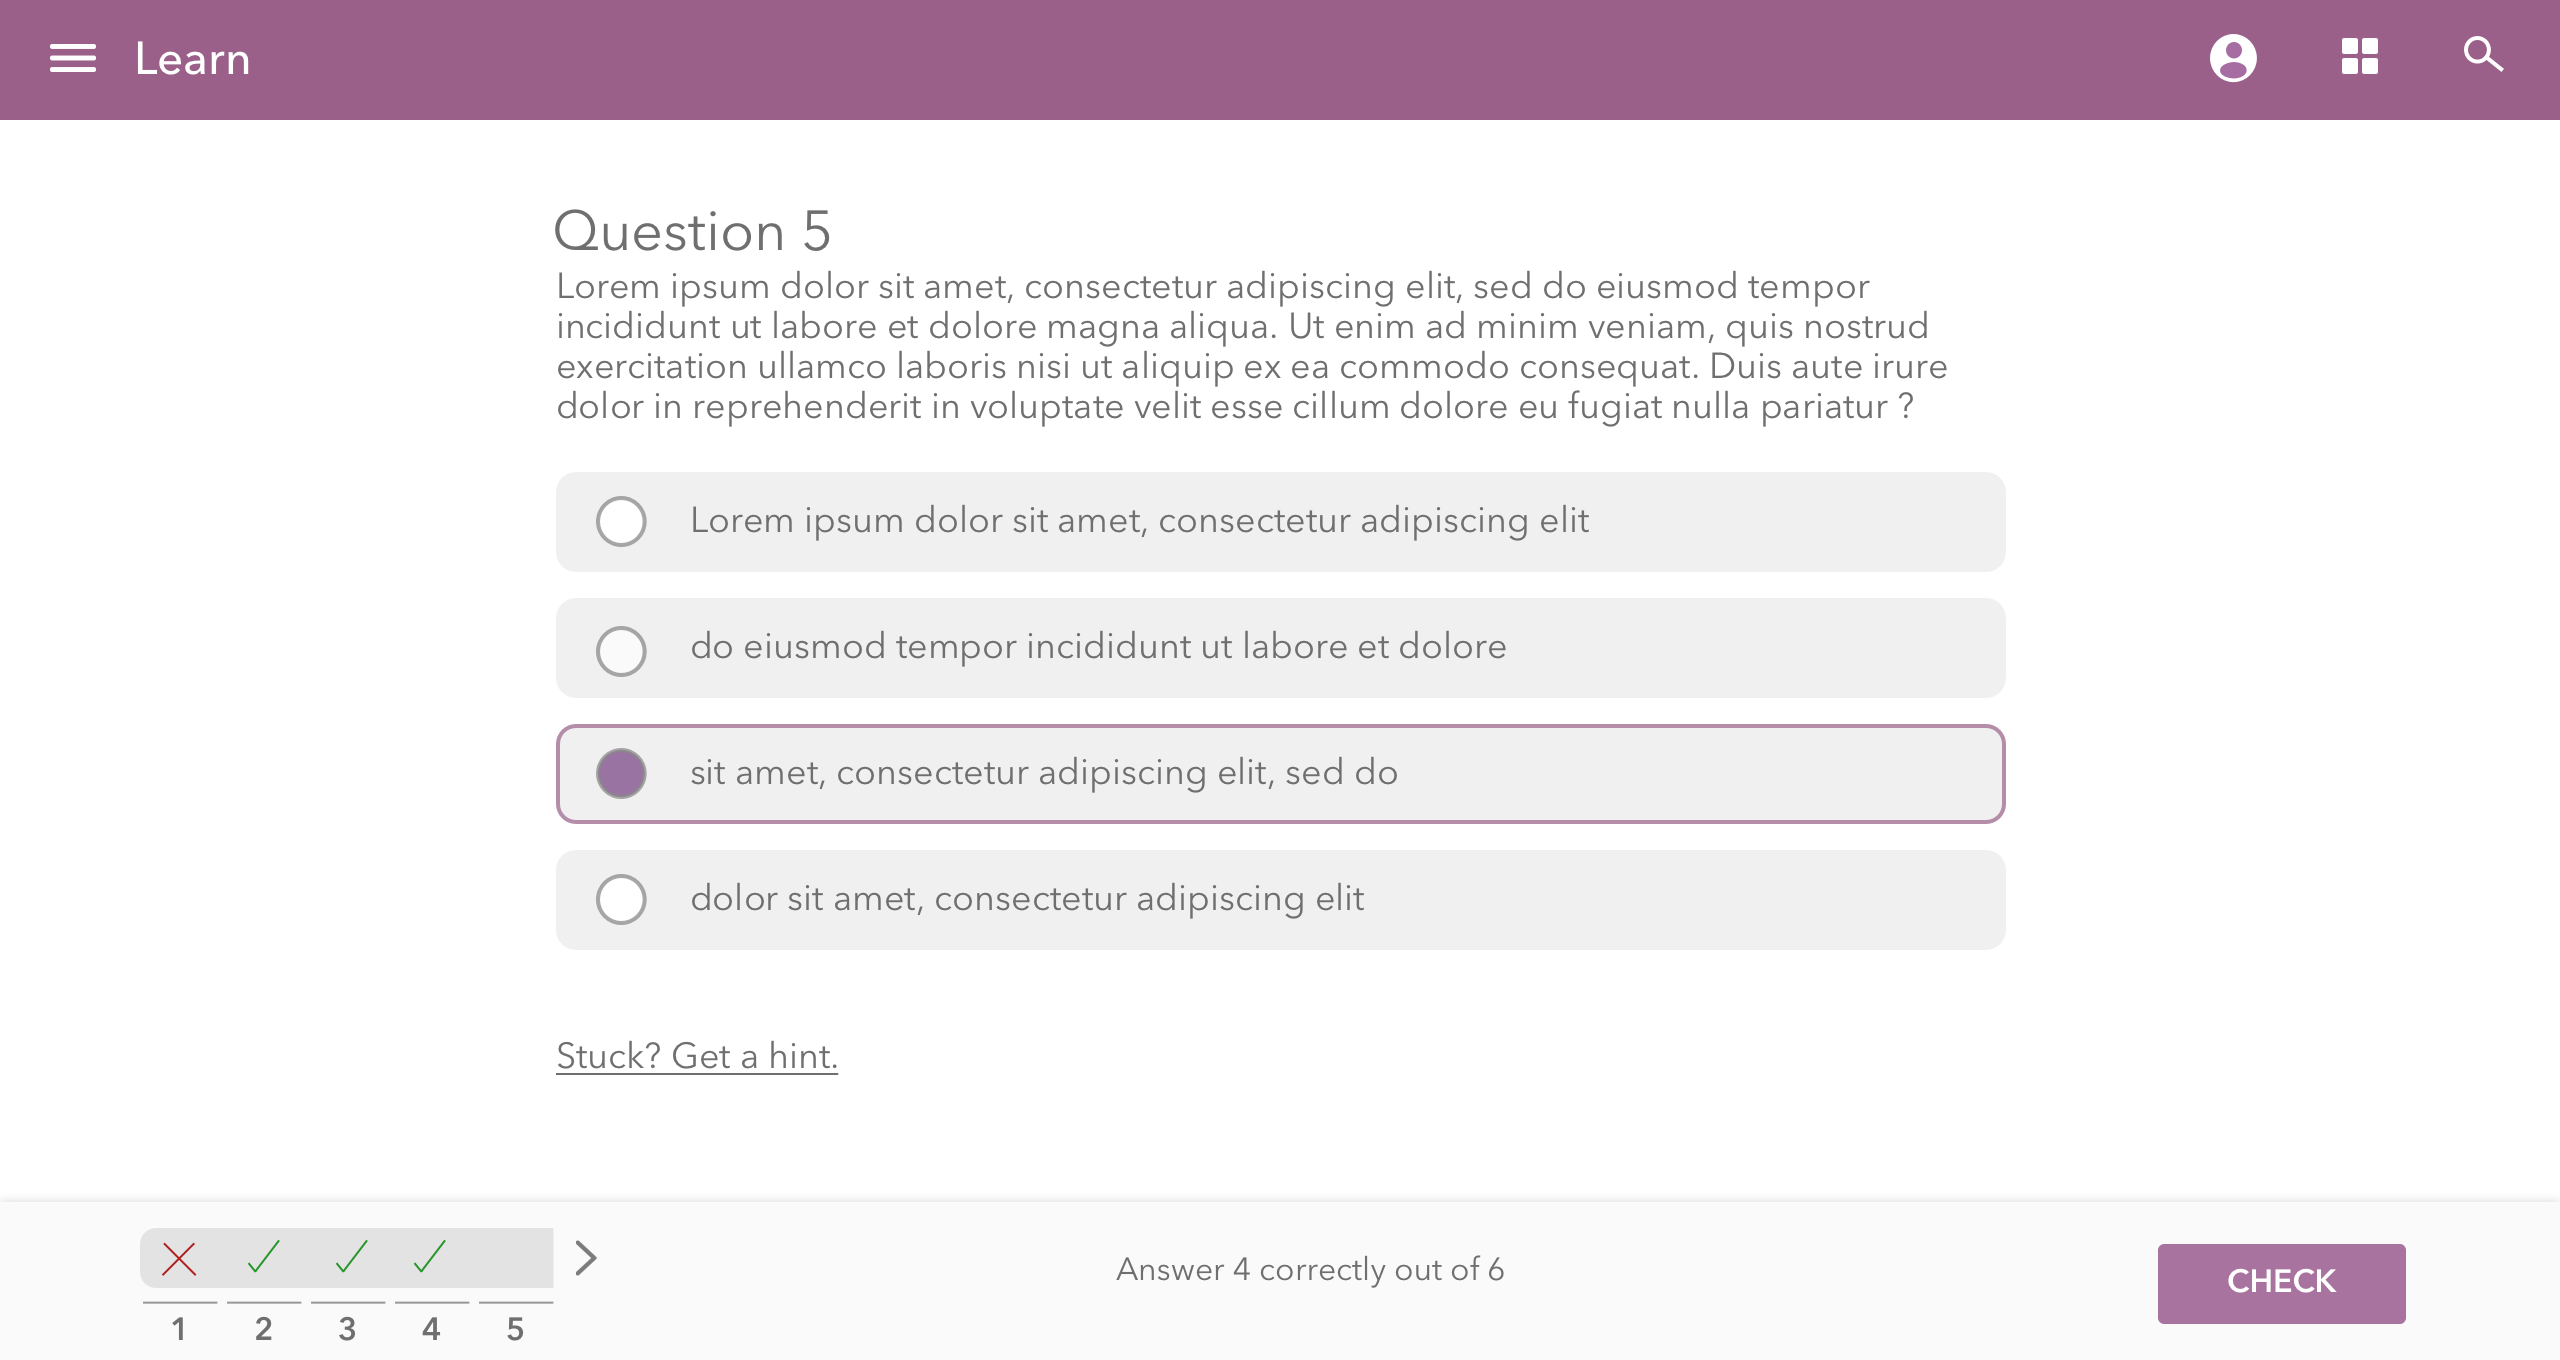 Learn
Question 5
Lorem ipsum dolor sit amet, consectetur adipiscing elit, sed do eiusmod tempor
incididunt ut labore et dolore magna aliqua. Ut enim ad minim veniam, quis nostrud
exercitation ullamco laboris nisi ut aliquip ex ea commodo consequat. Duis aute irure
dolor in reprehenderit in voluptate velit esse cillum dolore eu fugiat nulla pariatur ?
Lorem ipsum dolor sit amet, consectetur adipiscing elit
do eiusmod tempor incididunt ut labore et dolore
sit amet, consectetur adipiscing elit, sed do
dolor sit amet, consectetur adipiscing elit
Stuck? Get a hint.
1 2 3 4 5
Answer 4 correctly out of 6
CHECK